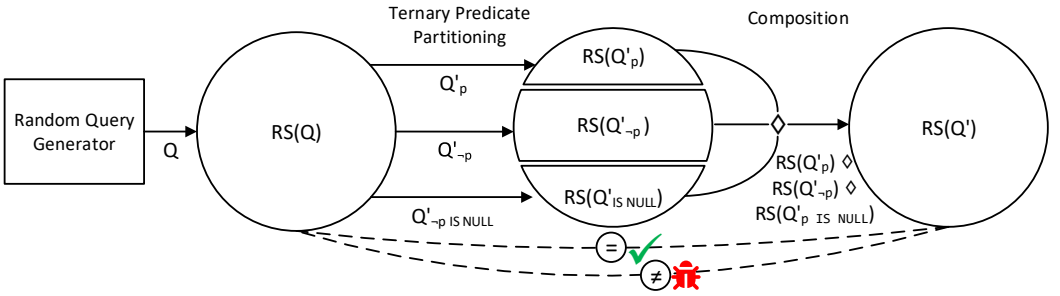 Ternary Predicate
Partitioning
Composition
Random Query
Generator
Q
RS(Q)
Q'p
Q'¬p
Q'¬p IS NULL
RS(Q'p)
RS(Q'¬p)
RS(Q'IS NULL)
◊
RS(Q'p) ◊
RS(Q'¬p) ◊
RS(Q'p IS NULL)
RS(Q')
=
≠